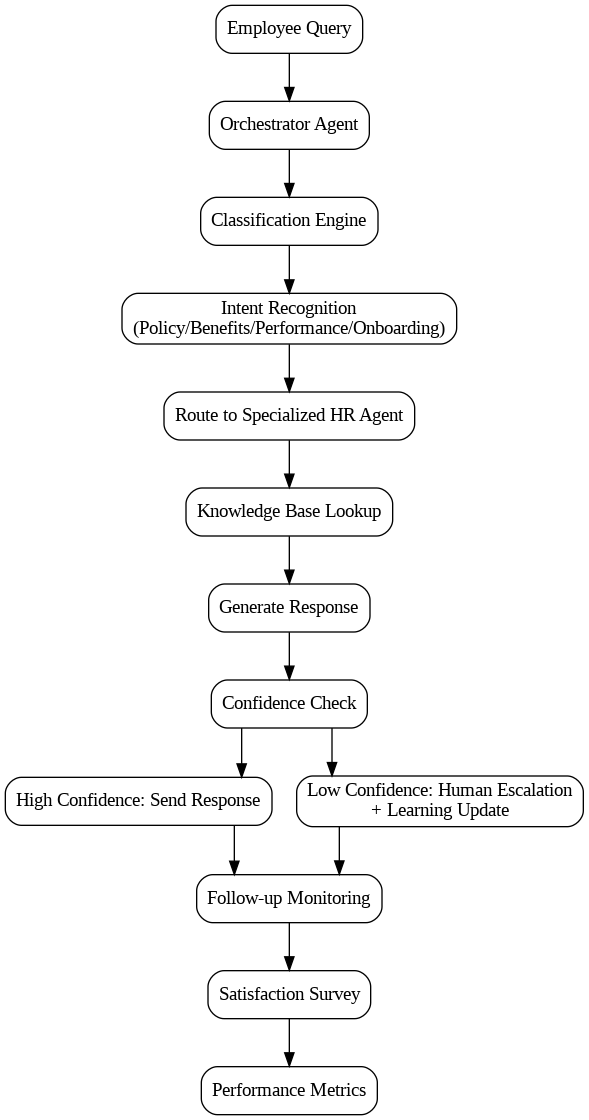 Employee Query
Orchestrator Agent
Classification Engine
Intent Recognition
(Policy/Benefits/Performance/Onboarding)
Route to Specialized HR Agent
Knowledge Base Lookup
Generate Response
Confidence Check
High Confidence: Send Response
Low Confidence: Human Escalation
+ Learning Update
Follow-up Monitoring
Satisfaction Survey
Performance Metrics